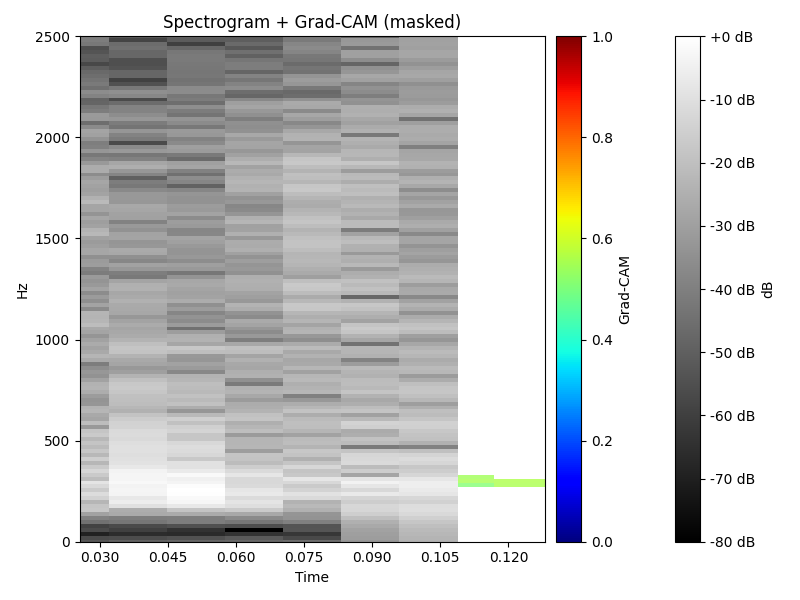 Spectrogram + Grad-CAM (masked)
2500
2000
1500
1000
500
0
Hz
0.030 0.045 0.060 0.075 0.090 0.105 0.120
Time
1.0
0.8
0.6
0.4
0.2
0.0
Grad-CAM
+0 dB
-10 dB
-20 dB
-30 dB
-40 dB
-50 dB
-60 dB
-70 dB
-80 dB
dB